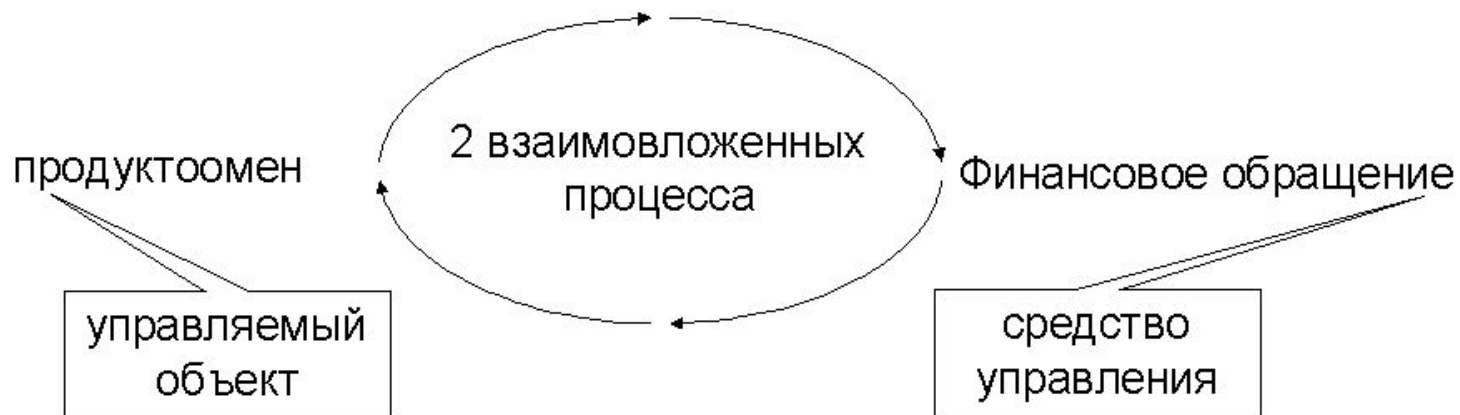 2 взаимовложенных
процесса
продуктоомен
Финансовое обращение
управляемый
объект
средство
управления